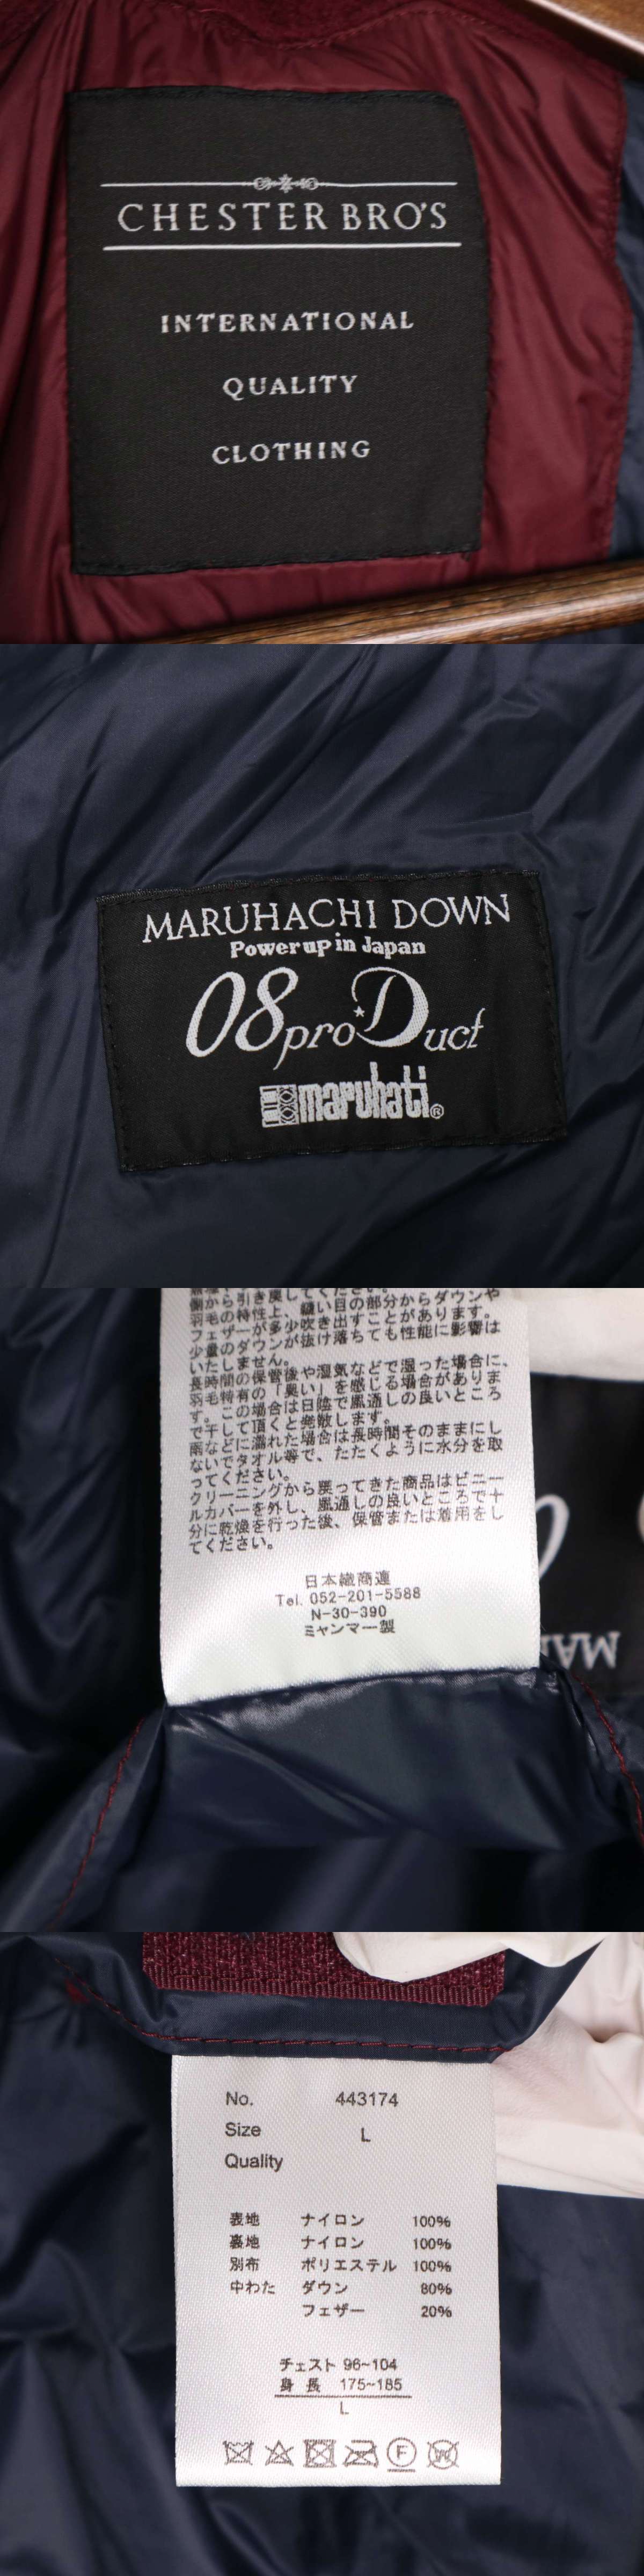 CHESTER BRO'S
INTERNATIONAL
QUALITY
CLOTHING
MARUHACHI DOWN
Power up in Japan
08proDuct
maruhati®
側から引き戻してください。
羽毛の特性上、縫い目の部分からダウンや
フェザーが多少吹き出すことがあります。
少量のダウンが抜け落ちても性能に影響は
いたしません。
長時間の保管後や湿気などで湿った場合に、
羽毛特有の「臭い」を感じる場合がありま
す。この場合は日陰で風通しの良いところ
で干して頂くと発散します。
雨などに濡れた場合は長時間そのままにし
ないでタオル等で、たたくように水分を取
ってください。
クリーニングから戻ってきた商品はビニー
ルカバーを外し、風通しの良いところで十
分に乾燥を行った後、保管または着用をし
てください。
日本織商連
Tel. 052-201-5588
N-30-390
ミャンマー製
MA
No. 443174
Size L
Quality
表地 ナイロン 100%
裏地 ナイロン 100%
別布 ポリエステル 100%
中わた ダウン 80%
フェザー 20%
チェスト 96~104
身長 175~185
L
F
W